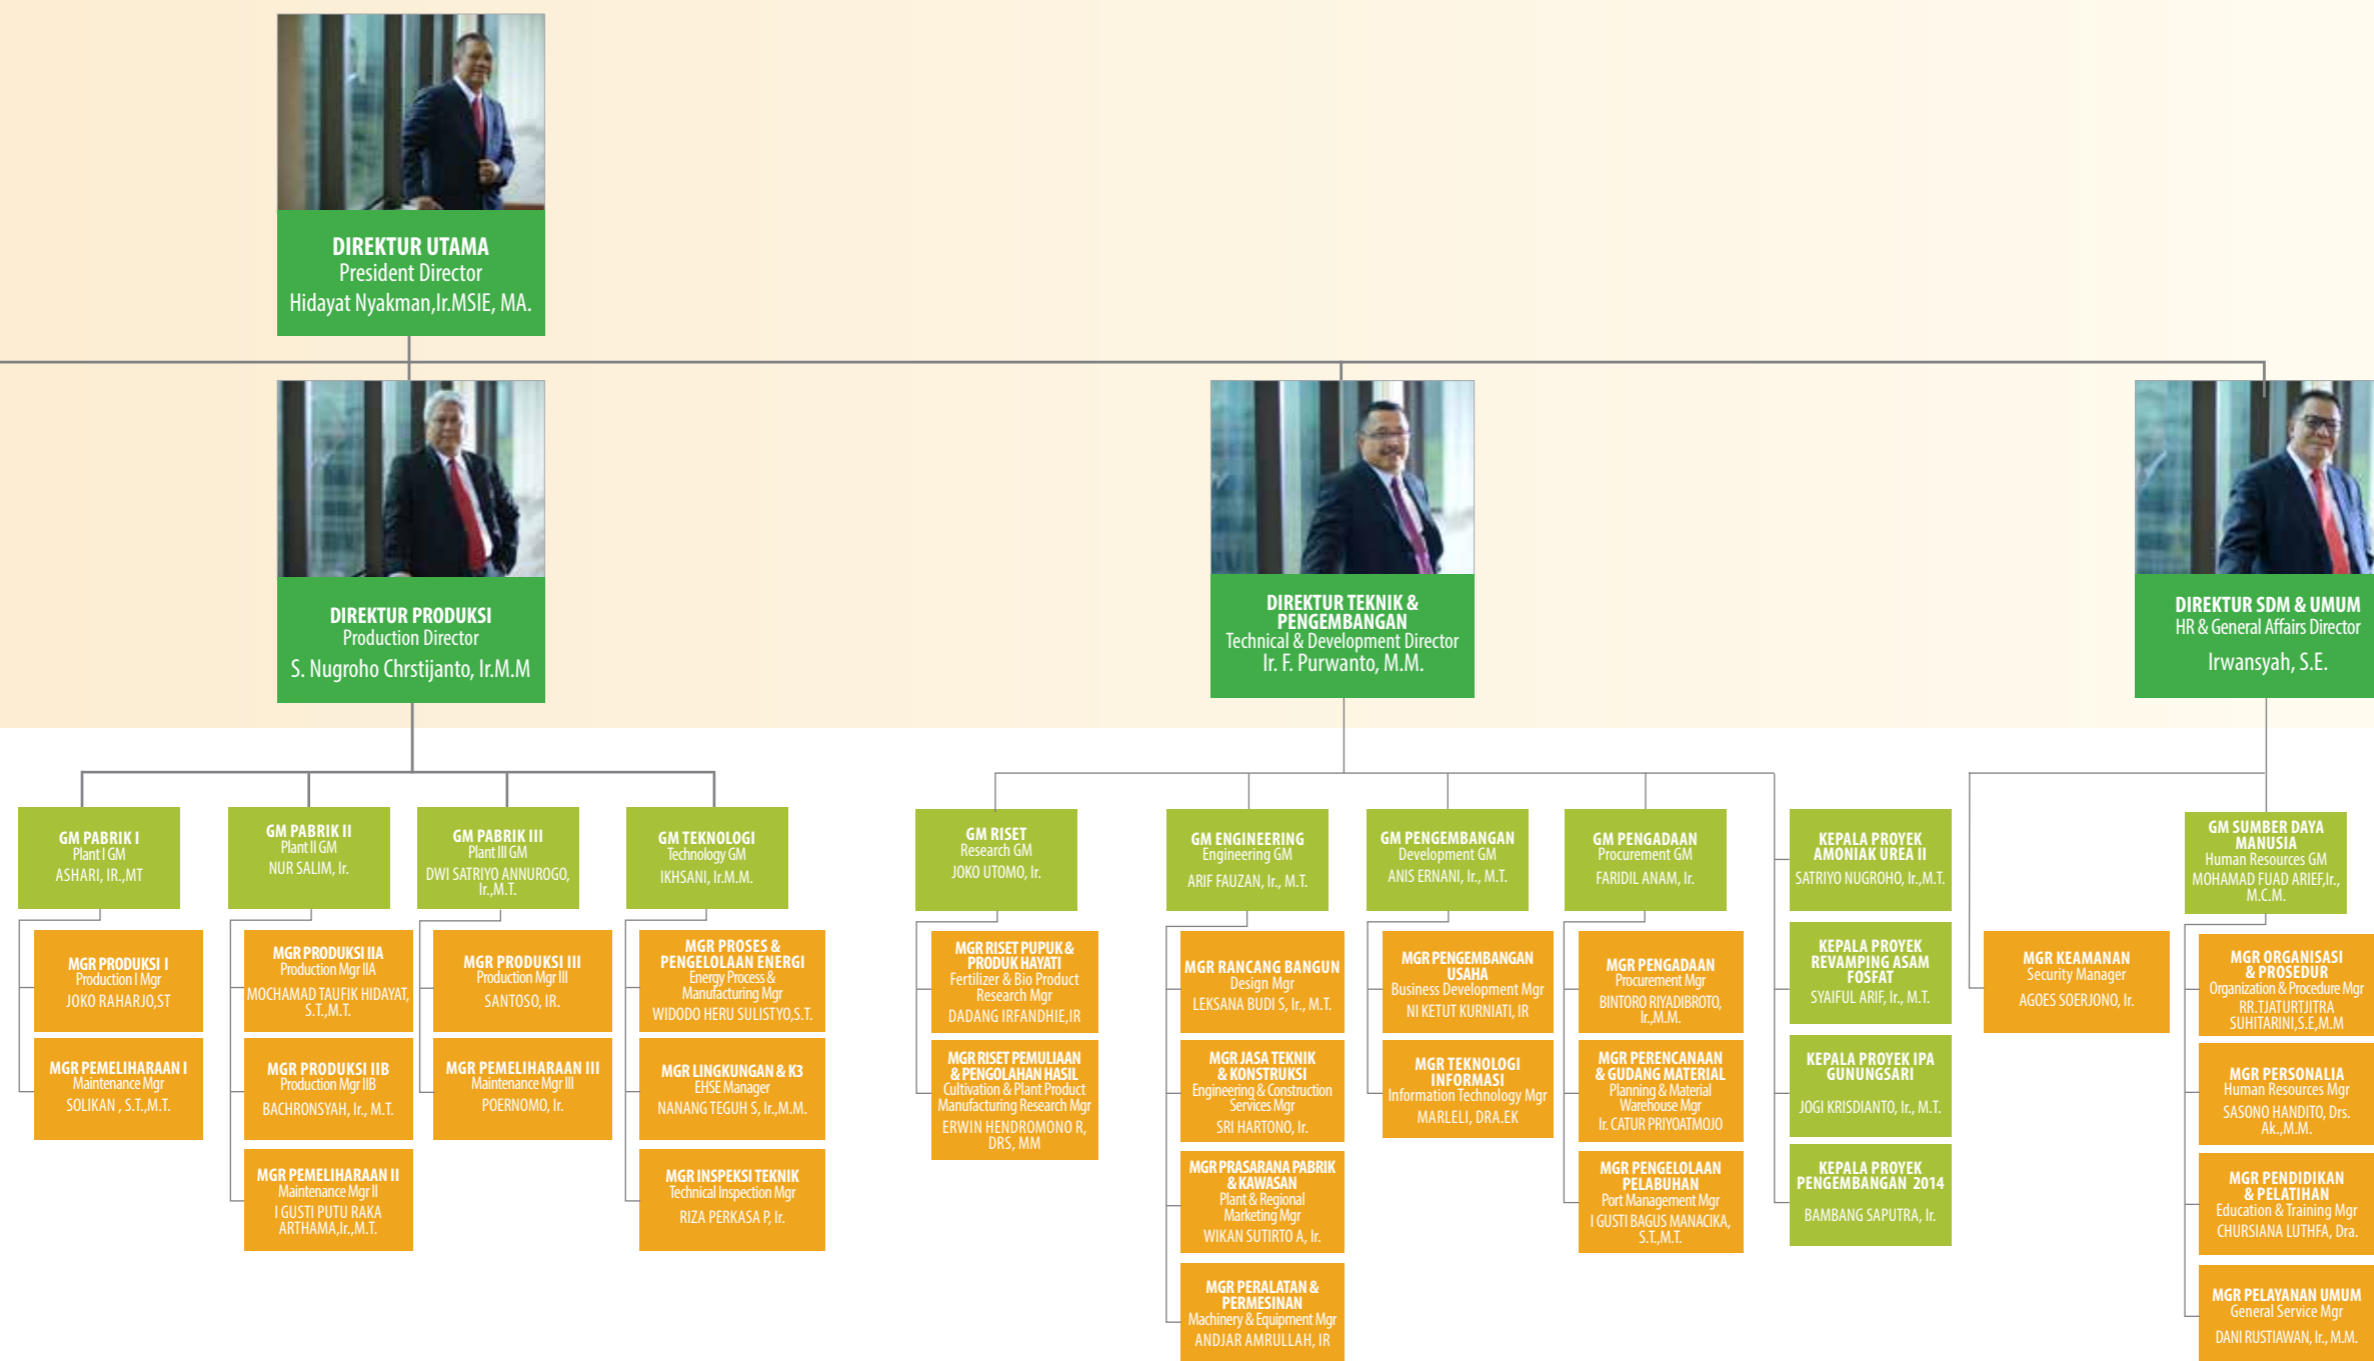 DIREKTUR UTAMA
President Director
Hidayat Nyakman,Ir.MSIE, MA.
DIREKTUR PRODUKSI
Production Director
S. Nugroho Chrstijanto, Ir.M.M
DIREKTUR TEKNIK &
PENGEMBANGAN
Technical & Development Director
Ir. F. Purwanto, M.M.
DIREKTUR SDM & UMUM
HR & General Affairs Director
Irwansyah, S.E.
GM PABRIK I
Plant I GM
ASHARI, IR.,MT
MGR PRODUKSI I
Production I Mgr
JOKO RAHARJO,ST
MGR PEMELIHARAAN I
Maintenance Mgr
SOLIKAN , S.T.,M.T.
GM PABRIK II
Plant II GM
NUR SALIM, Ir.
MGR PRODUKSI IIA
Production Mgr IIA
MOCHAMAD TAUFIK HIDAYAT,
S.T.,M.T.
MGR PRODUKSI IIB
Production Mgr IIB
BACHRONSYAH, Ir., M.T.
MGR PEMELIHARAAN II
Maintenance Mgr II
I GUSTI PUTU RAKA
ARTHAMA,Ir.,M.T.
GM PABRIK III
Plant III GM
DWI SATRIYO ANNUROGO,
Ir.,M.T.
MGR PRODUKSI III
Production Mgr III
SANTOSO, IR.
MGR PEMELIHARAAN III
Maintenance Mgr III
POERNOMO, Ir.
GM TEKNOLOGI
Technology GM
IKHSANI, Ir.M.M.
MGR PROSES &
PENGELOLAAN ENERGI
Energy Process &
Manufacturing Mgr
WIDODO HERU SULISTYO,S.T.
MGR LINGKUNGAN & K3
EHSE Manager
NANANG TEGUH S, Ir.,M.M.
MGR INSPEKSI TEKNIK
Technical Inspection Mgr
RIZA PERKASA P, Ir.
GM RISET
Research GM
JOKO UTOMO, Ir.
MGR RISET PUPUK &
PRODUK HAYATI
Fertilizer & Bio Product
Research Mgr
DADANG IRFANDHIE,IR
MGR RISET PEMULIAAN
& PENGOLAHAN HASIL
Cultivation & Plant Product
Manufacturing Research Mgr
ERWIN HENDROMONO R,
DRS, MM
GM ENGINEERING
Engineering GM
ARIF FAUZAN, Ir., M.T.
MGR RANCANG BANGUN
Design Mgr
LEKSANA BUDI S, Ir., M.T.
MGR JASA TEKNIK
& KONSTRUKSI
Engineering & Construction
Services Mgr
SRI HARTONO, Ir.
MGR PRASARANA PABRIK
& KAWASAN
Plant & Regional
Marketing Mgr
WIKAN SUTIRTO A, Ir.
MGR PERALATAN &
PERMESINAN
Machinery & Equipment Mgr
ANDJAR AMRULLAH, IR
GM PENGEMBANGAN
Development GM
ANIS ERNANI, Ir., M.T.
MGR PENGEMBANGAN
USAHA
Business Development Mgr
NI KETUT KURNIATI, IR
MGR TEKNOLOGI
INFORMASI
Information Technology Mgr
MARLELI, DRA.EK
GM PENGADAAN
Procurement GM
FARIDIL ANAM, Ir.
MGR PENGADAAN
Procurement Mgr
BINTORO RIYADIBROTO,
Ir.,M.M.
MGR PERENCANAAN
& GUDANG MATERIAL
Planning & Material
Warehouse Mgr
Ir. CATUR PRIYOATMOJO
MGR PENGELOLAAN
PELABUHAN
Port Management Mgr
I GUSTI BAGUS MANACIKA,
S.T.,M.T.
KEPALA PROYEK
AMONIAK UREA II
SATRIYO NUGROHO, Ir.,M.T.
KEPALA PROYEK
REVAMPING ASAM
FOSFAT
SYAIFUL ARIF, Ir., M.T.
KEPALA PROYEK IPA
GUNUNGSARI
JOGI KRISDIANTO, Ir., M.T.
KEPALA PROYEK
PENGEMBANGAN 2014
BAMBANG SAPUTRA, Ir.
MGR KEAMANAN
Security Manager
AGOES SOERJONO, Ir.
GM SUMBER DAYA
MANUSIA
Human Resources GM
MOHAMAD FUAD ARIEF,Ir.,
M.C.M.
MGR ORGANISASI
& PROSEDUR
Organization & Procedure Mgr
RR.TJATURTJITRA
SUHITARINI,S.E,M.M
MGR PERSONALIA
Human Resources Mgr
SASONO HANDITO, Drs.
Ak.,M.M.
MGR PENDIDIKAN
& PELATIHAN
Education & Training Mgr
CHURSIANA LUTHFA, Dra.
MGR PELAYANAN UMUM
General Service Mgr
DANI RUSTIAWAN, Ir., M.M.